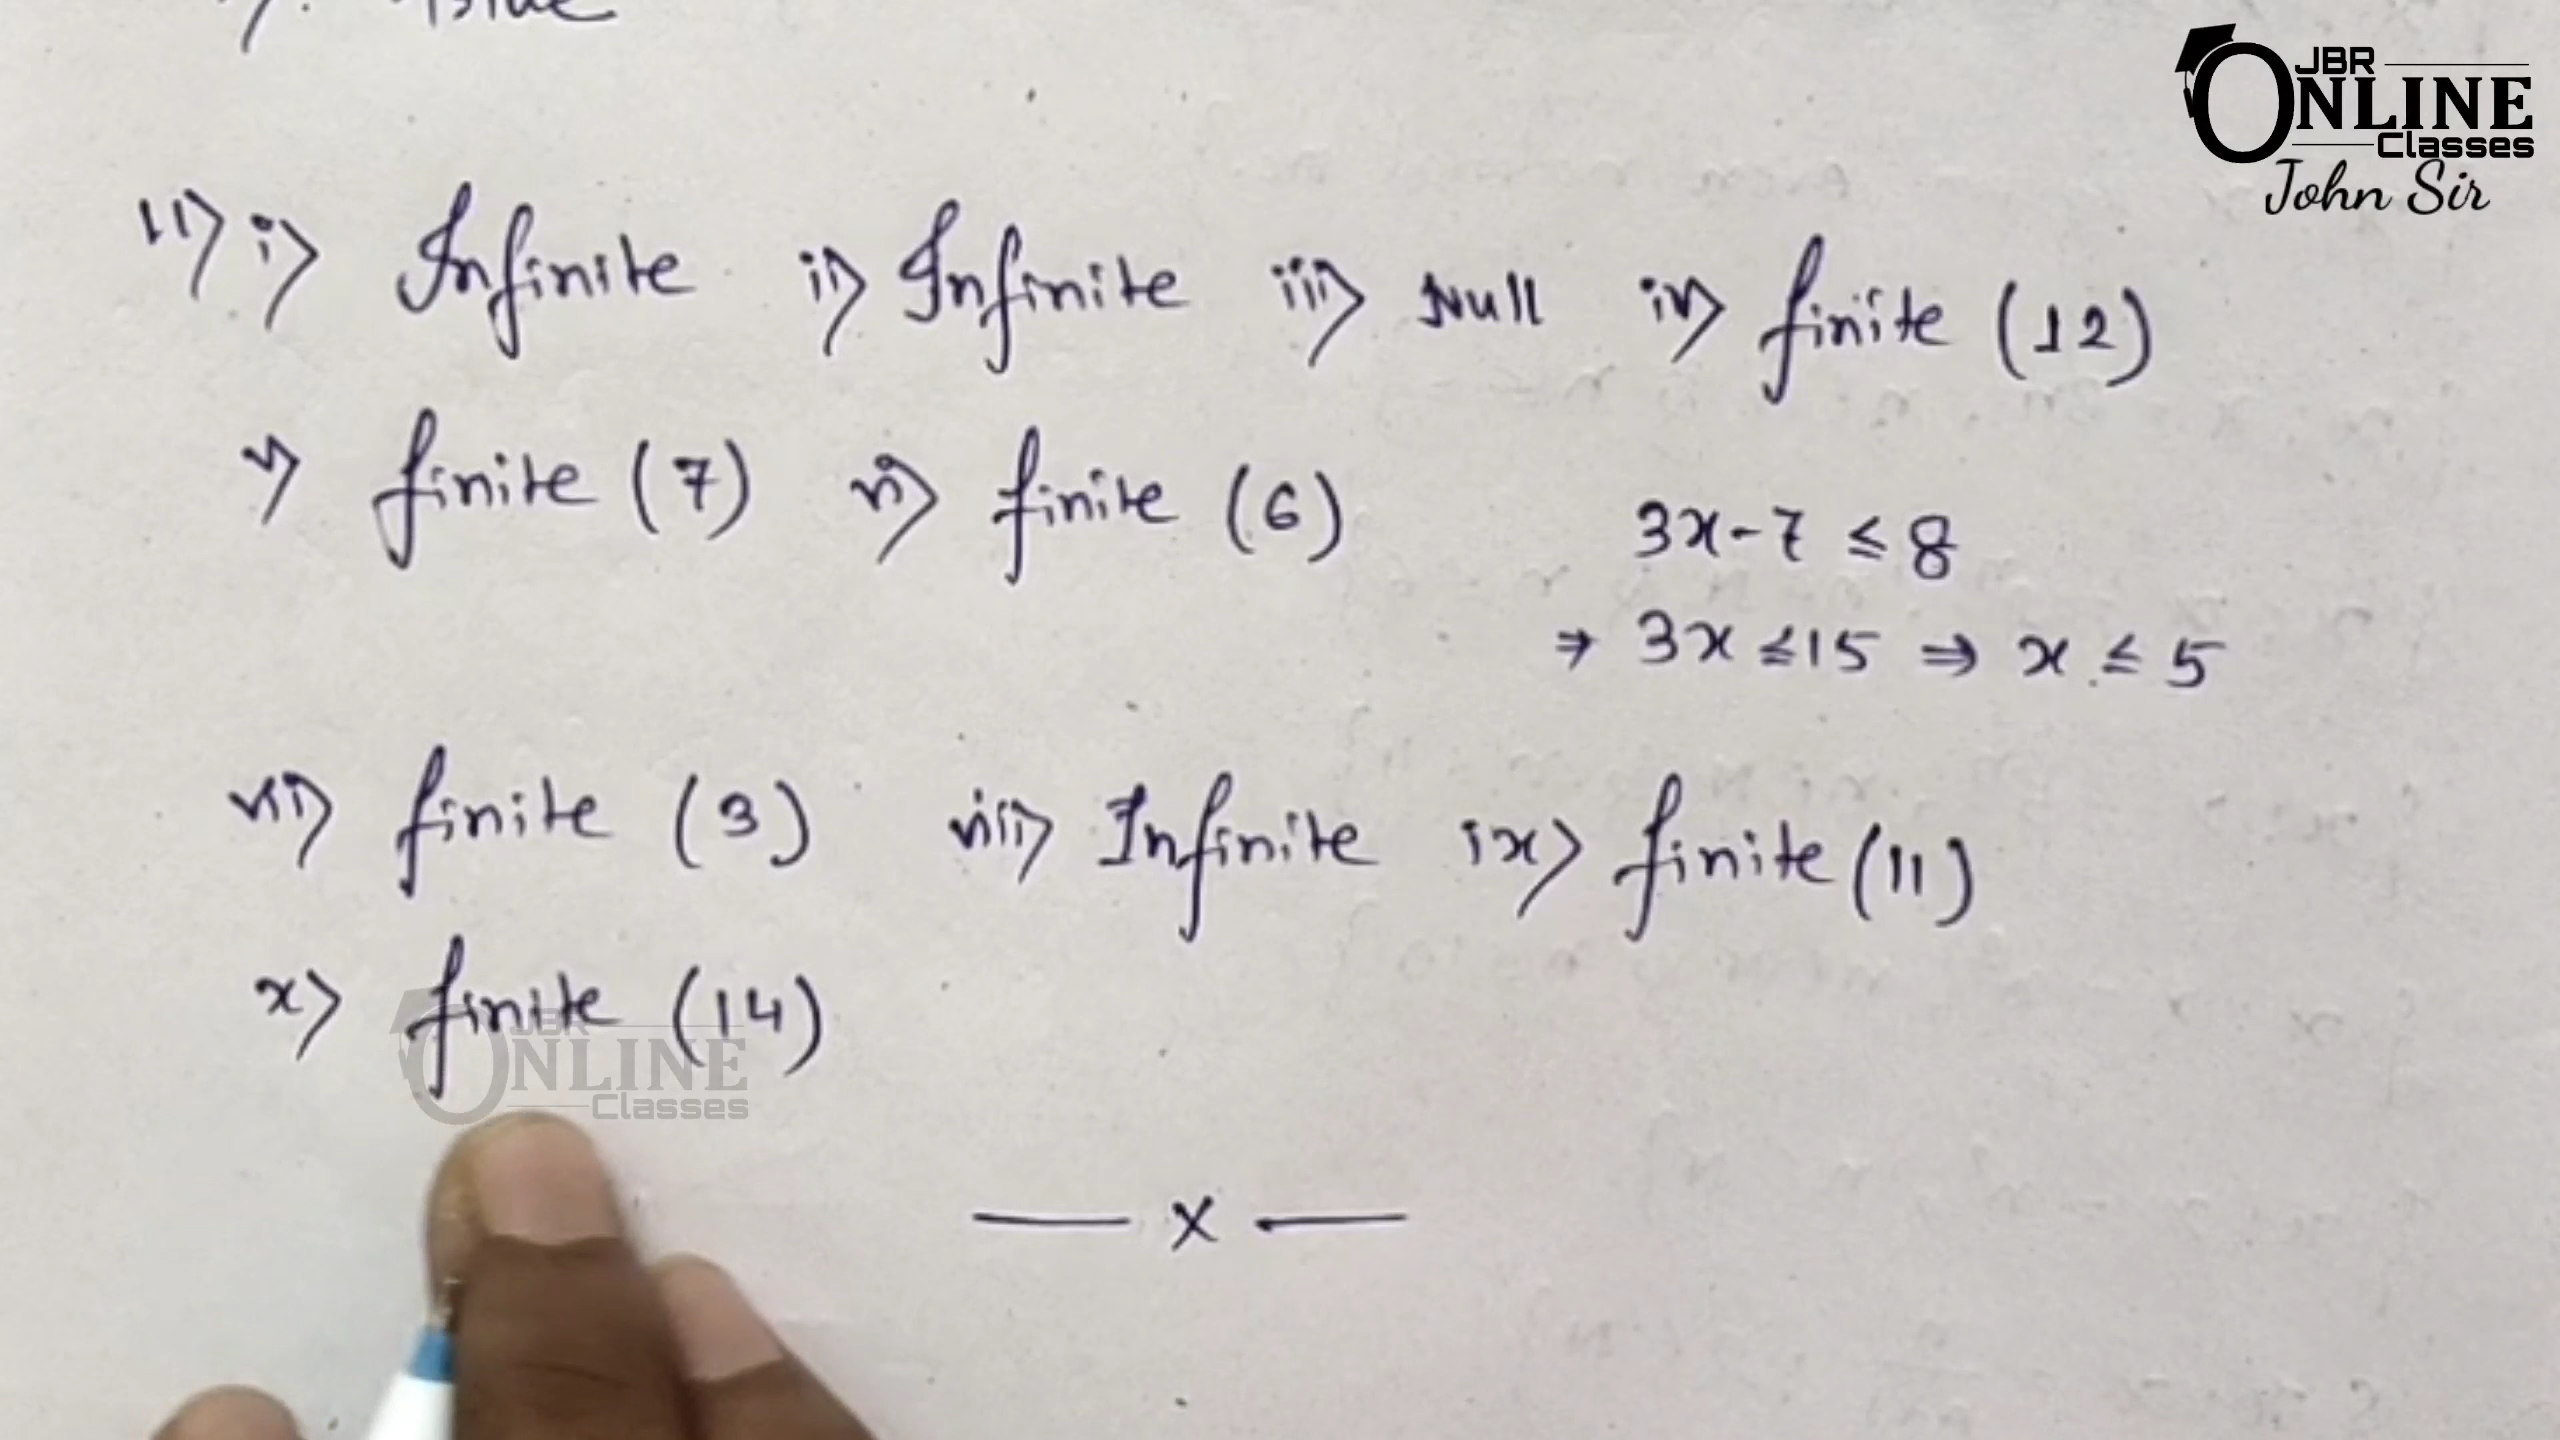 JBR
ONLINE
Classes
John Sir
11) i) Infinite ii) Infinite iii) Null iv) finite (12)
v) finite (7) vi) finite (6)
3x - 7 ≤ 8
⇒ 3x ≤ 15 ⇒ x ≤ 5
vii) finite (3) viii) Infinite ix) finite (11)
x) finite (14)
JBR
ONLINE
Classes
— x —